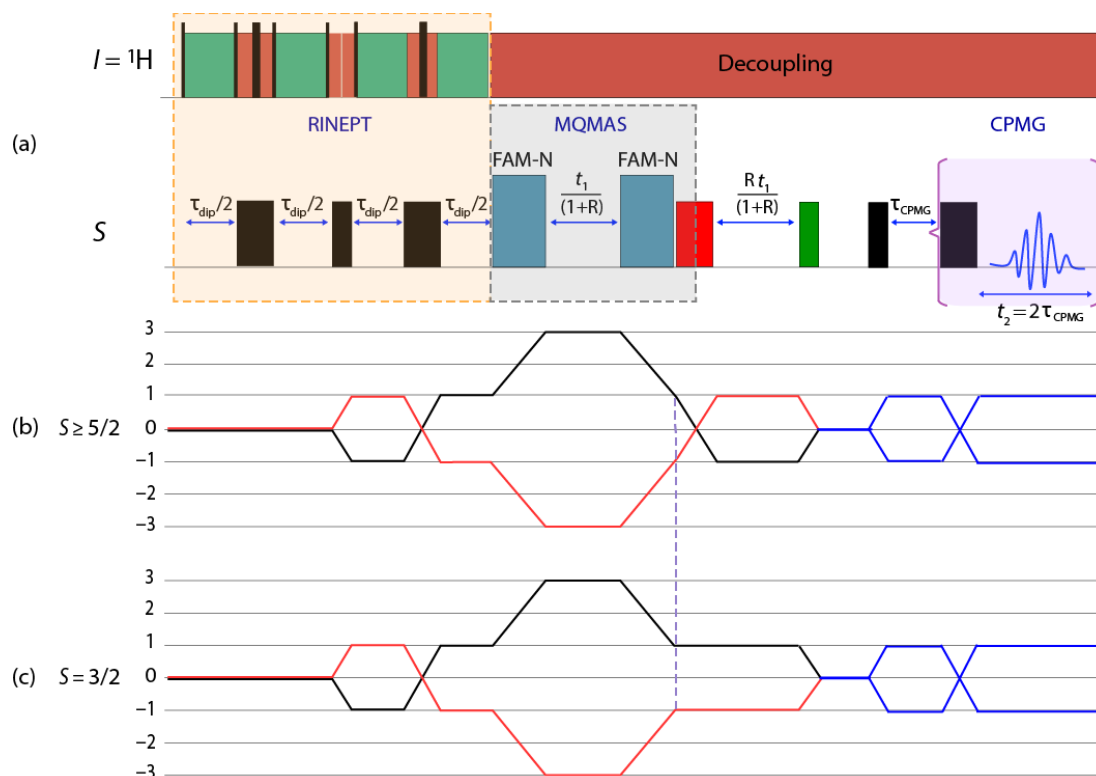 I = ¹H
Decoupling
RINEPT
MQMAS
CPMG
(a)
FAM-N
FAM-N
τdip/2
τdip/2
τdip/2
τdip/2
t₁
(1+R)
R t₁
(1+R)
τCPMG
S
t₂ = 2τCPMG
3
2
1
(b) S ≥ 5/2 0
−1
−2
−3
3
2
1
(c) S = 3/2 0
−1
−2
−3